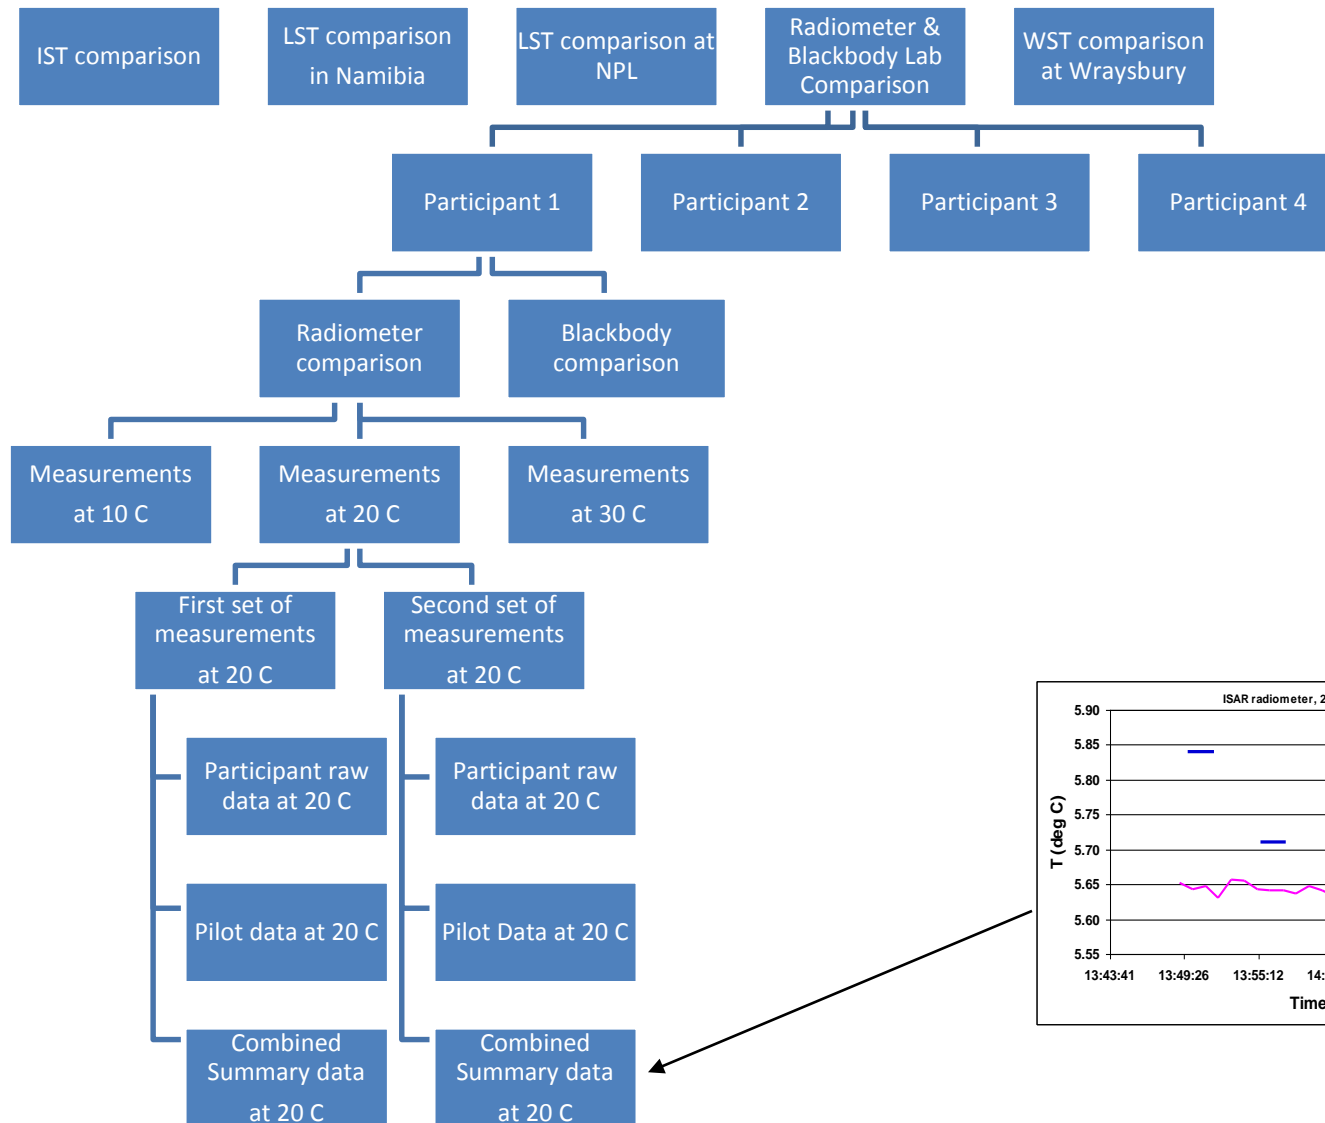 IST comparison
LST comparison
in Namibia
LST comparison at
NPL
Radiometer &
Blackbody Lab
Comparison
WST comparison
at Wraysbury
Participant 1
Participant 2
Participant 3
Participant 4
Radiometer
comparison
Blackbody
comparison
Measurements
at 10 C
Measurements
at 20 C
Measurements
at 30 C
First set of
measurements
at 20 C
Second set of
measurements
at 20 C
Participant raw
data at 20 C
Participant raw
data at 20 C
Pilot data at 20 C
Pilot Data at 20 C
Combined
Summary data
at 20 C
Combined
Summary data
at 20 C
ISAR radiometer, 2
T (deg C)
5.90
5.85
5.80
5.75
5.70
5.65
5.60
5.55
13:43:41 13:49:26 13:55:12 14:
Time